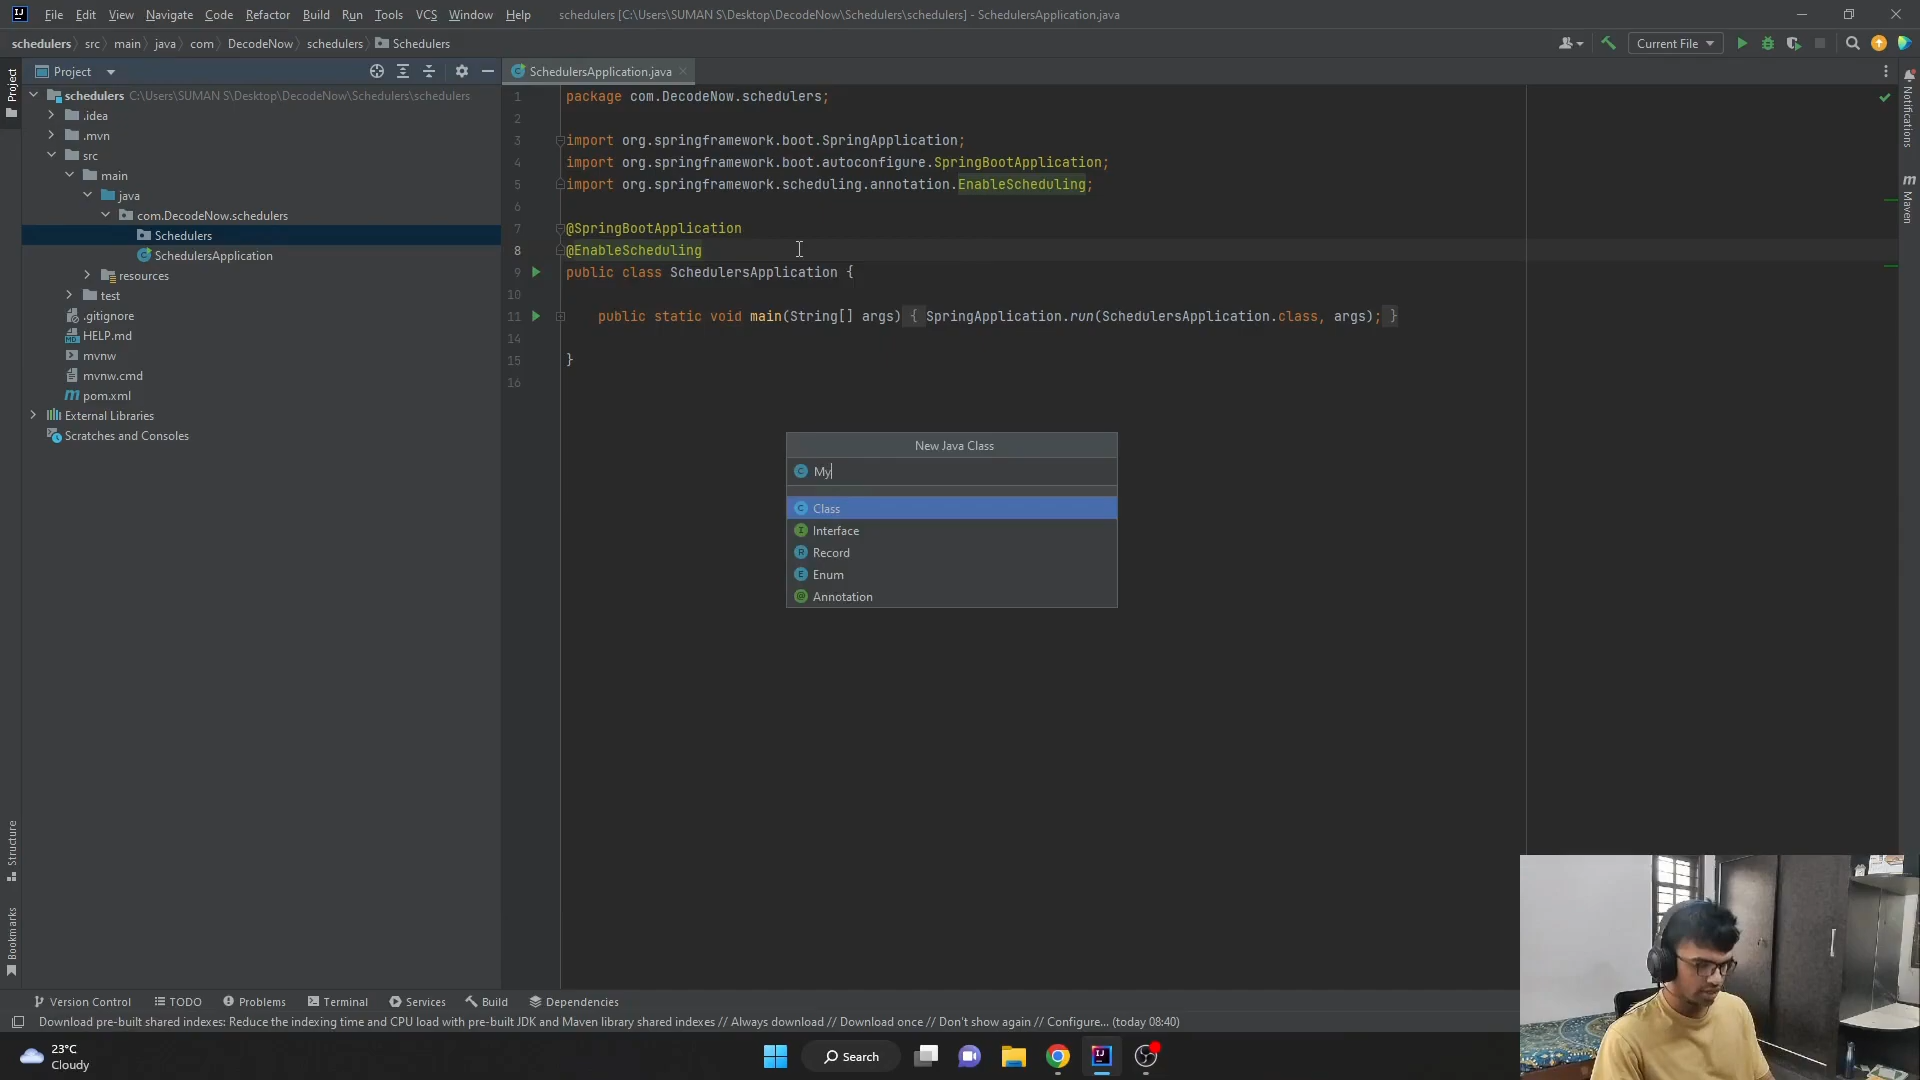 File Edit View Navigate Code Refactor Build Run Tools VCS Window Help schedulers [C:\Users\SUMAN S\Desktop\DecodeNow\Schedulers\schedulers] - SchedulersApplication.java
schedulers src main java com DecodeNow schedulers Schedulers
Current File
Project
SchedulersApplication.java
Project
Notifications
Maven
Structure
Bookmarks
schedulers C:\Users\SUMAN S\Desktop\DecodeNow\Schedulers\schedulers
.idea
.mvn
src
main
java
com.DecodeNow.schedulers
Schedulers
SchedulersApplication
resources
test
.gitignore
HELP.md
mvnw
mvnw.cmd
pom.xml
External Libraries
Scratches and Consoles
1 package com.DecodeNow.schedulers;
2
3 import org.springframework.boot.SpringApplication;
4 import org.springframework.boot.autoconfigure.SpringBootApplication;
5 import org.springframework.scheduling.annotation.EnableScheduling;
6
7 @SpringBootApplication
8 @EnableScheduling
9 public class SchedulersApplication {
10
11 public static void main(String[] args) { SpringApplication.run(SchedulersApplication.class, args); }
14
15 }
16
New Java Class
My
Class
Interface
Record
Enum
Annotation
Version Control TODO Problems Terminal Services Build Dependencies
Download pre-built shared indexes: Reduce the indexing time and CPU load with pre-built JDK and Maven library shared indexes // Always download // Download once // Don't show again // Configure... (today 08:40)
23°C
Cloudy
Search